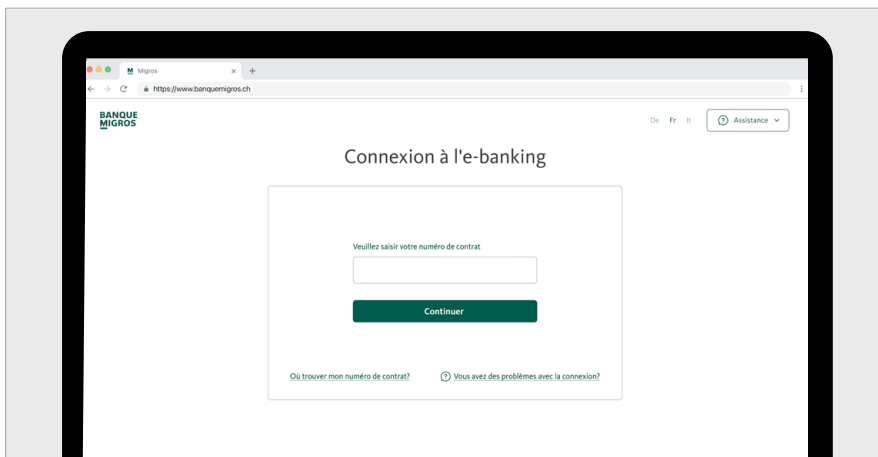 Migros
https://www.banquemigros.ch
BANQUE
MIGROS
De Fr It
Assistance
Connexion à l'e-banking
Veuillez saisir votre numéro de contrat
Continuer
Où trouver mon numéro de contrat?
Vous avez des problèmes avec la connexion?